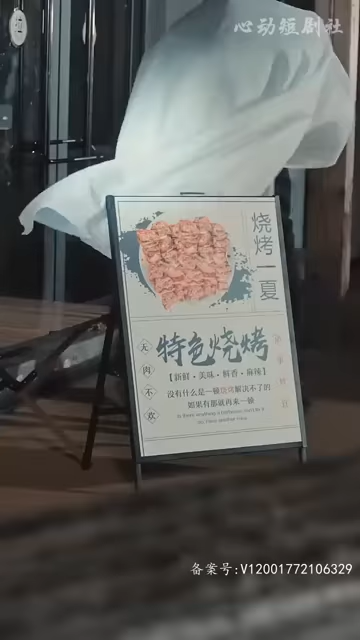 心动短剧社
烧烤一夏
特色烧烤
无肉不欢
【新鲜·美味·鲜香·麻辣】
没有什么是一顿烧烤解决不了的
如果有那就再来一顿
备案号:V12001772106329